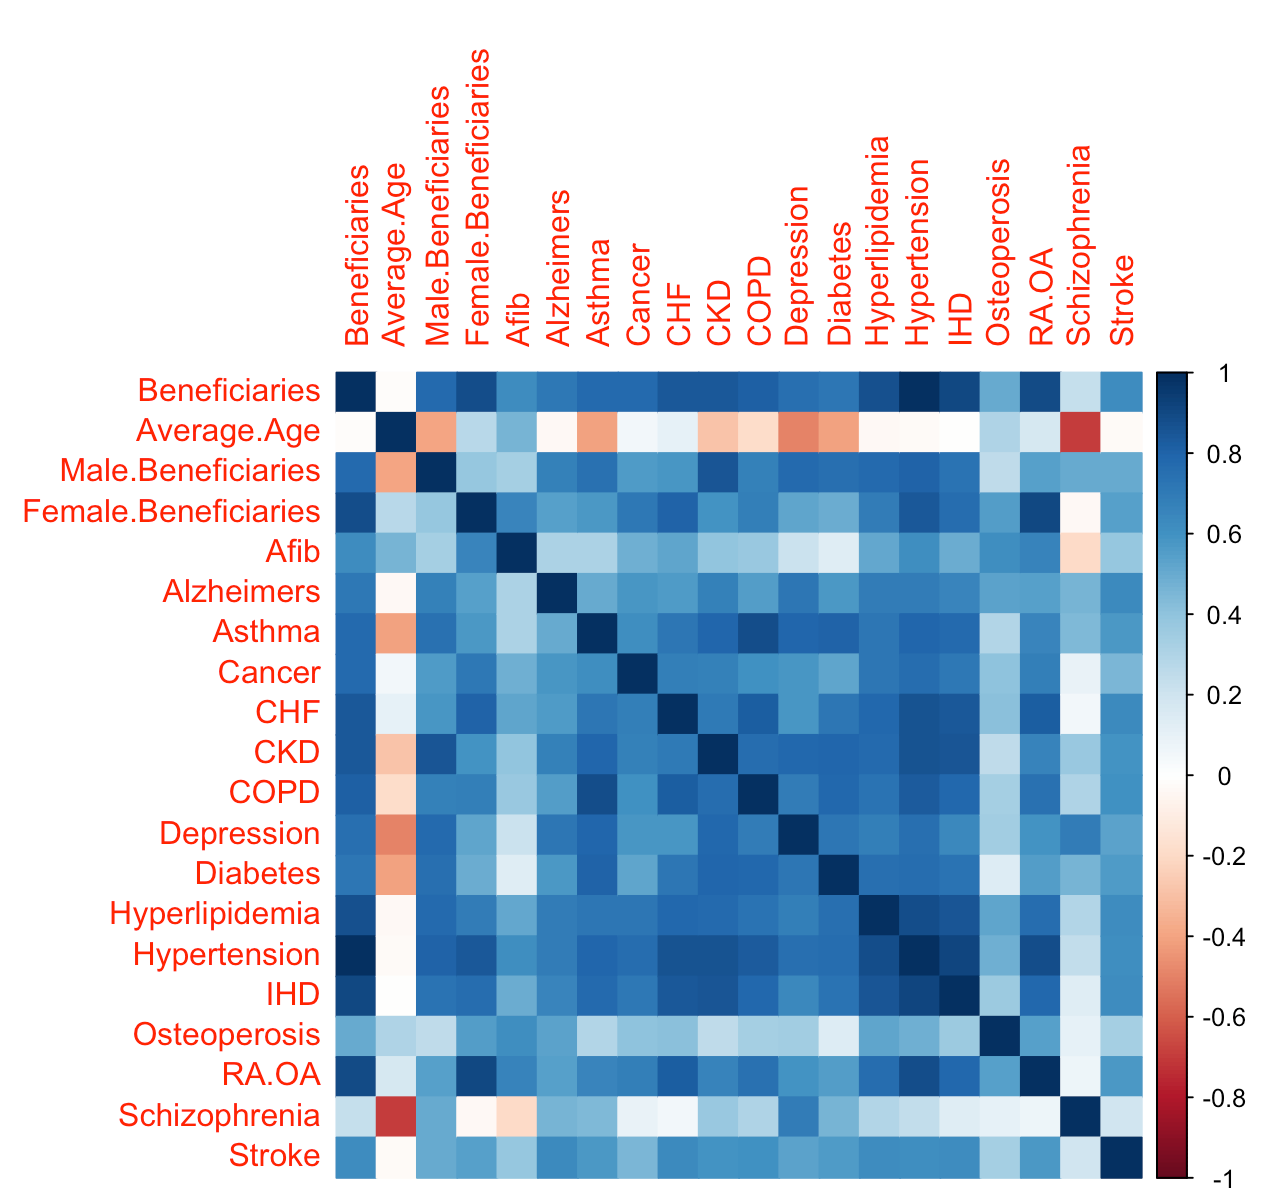 Beneficiaries
Average.Age
Male.Beneficiaries
Female.Beneficiaries
Afib
Alzheimers
Asthma
Cancer
CHF
CKD
COPD
Depression
Diabetes
Hyperlipidemia
Hypertension
IHD
Osteoperosis
RA.OA
Schizophrenia
Stroke
Beneficiaries
Average.Age
Male.Beneficiaries
Female.Beneficiaries
Afib
Alzheimers
Asthma
Cancer
CHF
CKD
COPD
Depression
Diabetes
Hyperlipidemia
Hypertension
IHD
Osteoperosis
RA.OA
Schizophrenia
Stroke
1
0.8
0.6
0.4
0.2
0
-0.2
-0.4
-0.6
-0.8
-1